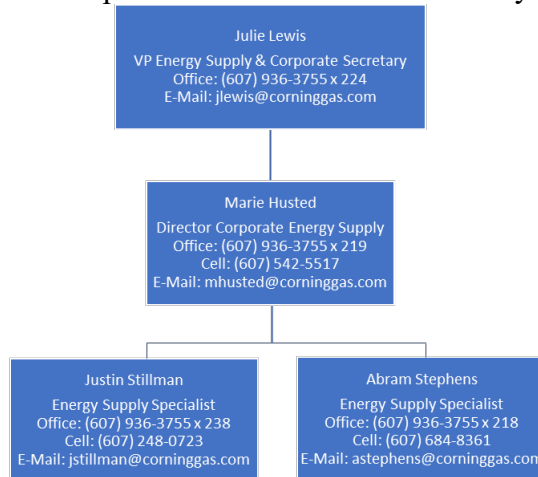 Julie Lewis
VP Energy Supply & Corporate Secretary
Office: (607) 936-3755 x 224
E-Mail: jlewis@corninggas.com
Marie Husted
Director Corporate Energy Supply
Office: (607) 936-3755 x 219
Cell: (607) 542-5517
E-Mail: mhusted@corninggas.com
Justin Stillman
Energy Supply Specialist
Office: (607) 936-3755 x 238
Cell: (607) 248-0723
E-Mail: jstillman@corninggas.com
Abram Stephens
Energy Supply Specialist
Office: (607) 936-3755 x 218
Cell: (607) 684-8361
E-Mail: astephens@corninggas.com